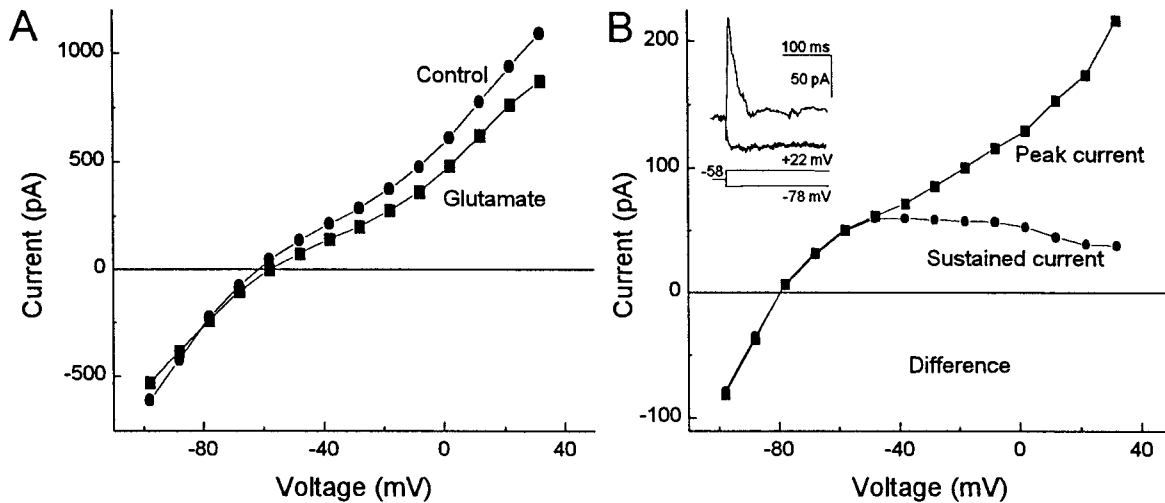 A
1000
500
0
-500
Current (pA)
Control
Glutamate
-80
-40
0
40
Voltage (mV)
B
200
100
0
-100
Current (pA)
100 ms
50 pA
+22 mV
-58
-78 mV
Peak current
Sustained current
Difference
-80
-40
0
40
Voltage (mV)